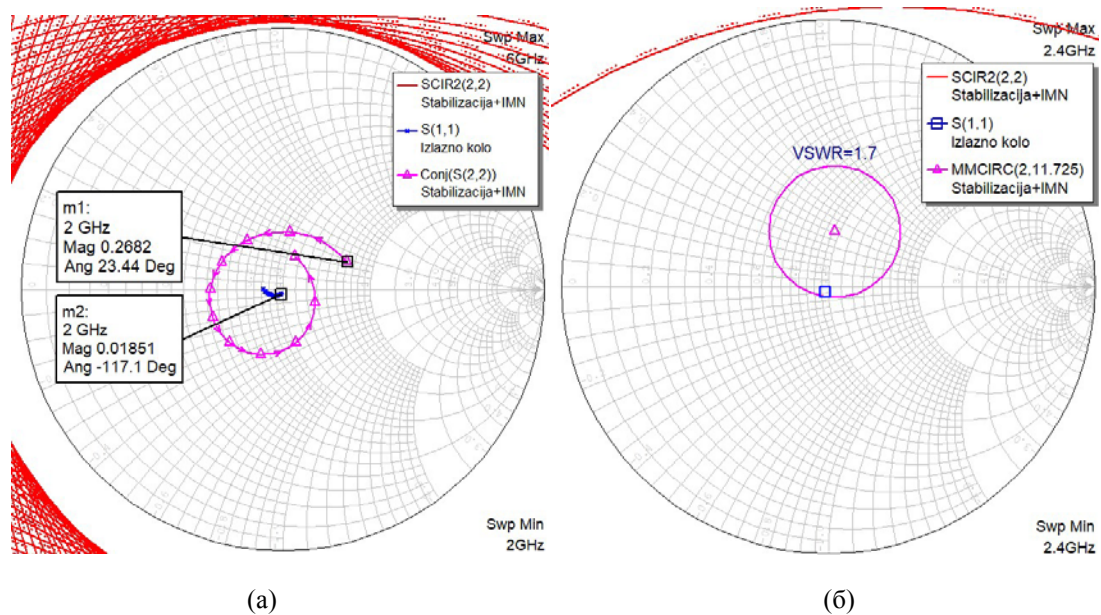 Swp Max
6GHz
SCIR2(2,2)
Stabilizacija+IMN
S(1,1)
Izlazno kolo
Conj(S(2,2))
Stabilizacija+IMN
m1:
2 GHz
Mag 0.2682
Ang 23.44 Deg
m2:
2 GHz
Mag 0.01851
Ang -117.1 Deg
Swp Min
2GHz
(а)
Swp Max
2.4GHz
SCIR2(2,2)
Stabilizacija+IMN
S(1,1)
Izlazno kolo
MMCIRC(2,11.725)
Stabilizacija+IMN
VSWR=1.7
Swp Min
2.4GHz
(б)